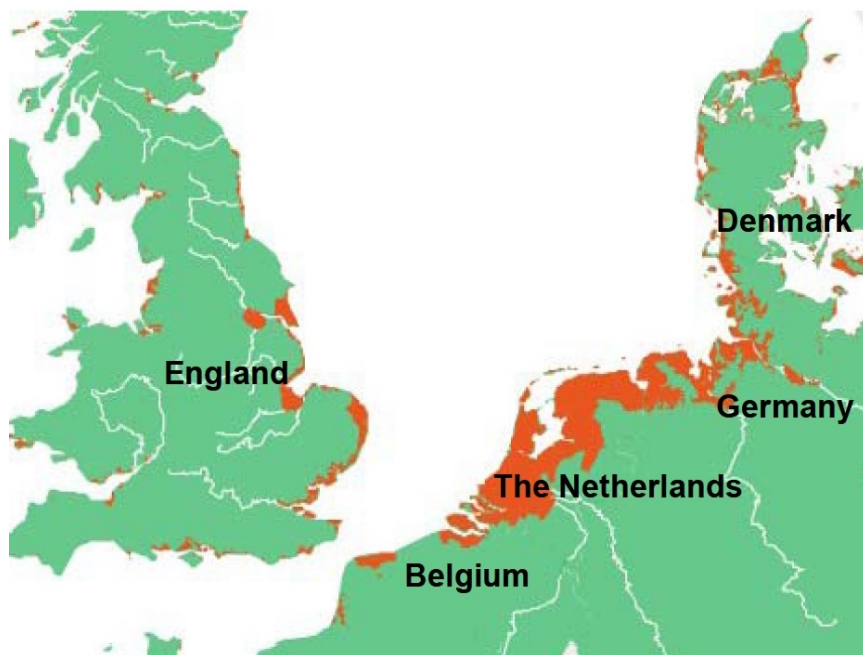 Denmark
England
Germany
The Netherlands
Belgium